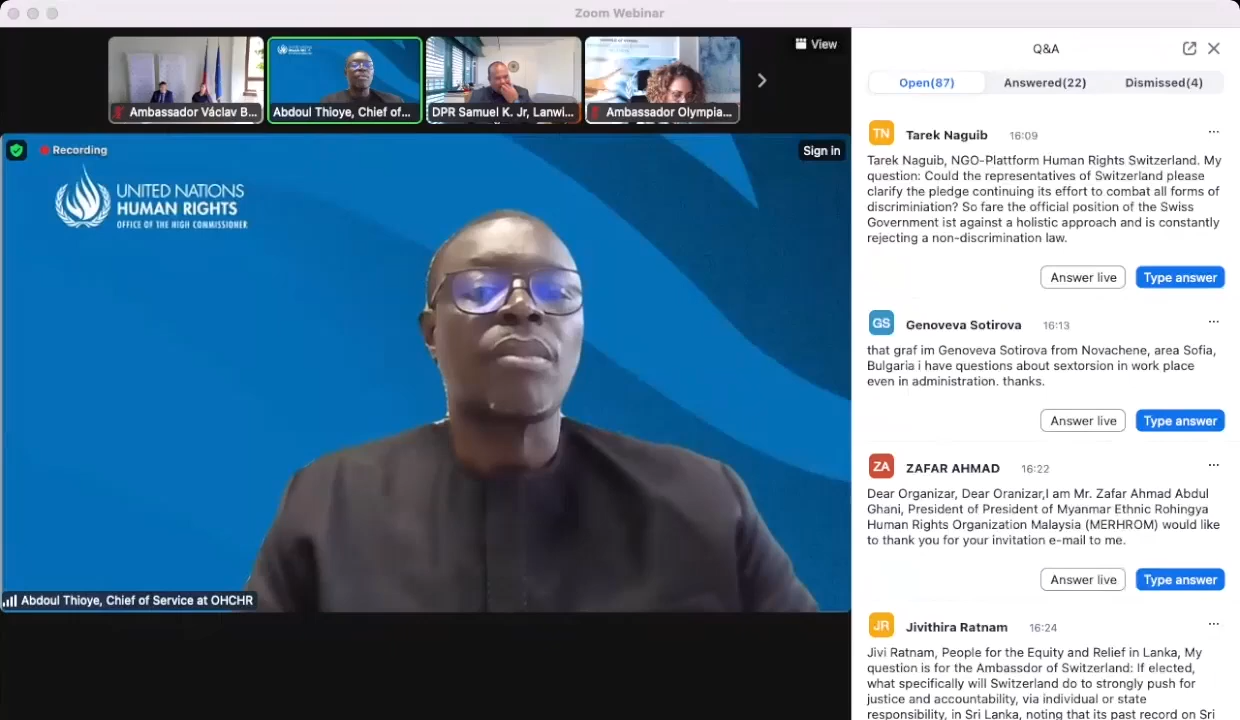 Zoom Webinar
View
Ambassador Václav B...
Abdoul Thioye, Chief of...
DPR Samuel K. Jr, Lanwi...
Ambassador Olympia...
Recording
Sign in
UNITED NATIONS
HUMAN RIGHTS
OFFICE OF THE HIGH COMMISSIONER
Abdoul Thioye, Chief of Service at OHCHR
Q&A
Open(87)
Answered(22)
Dismissed(4)
TN
Tarek Naguib 16:09
Tarek Naguib, NGO-Plattform Human Rights Switzerland. My
question: Could the representatives of Switzerland please
clarify the pledge continuing its effort to combat all forms of
discriminiation? So fare the official position of the Swiss
Government ist against a holistic approach and is constantly
rejecting a non-discrimination law.
Answer live
Type answer
GS
Genoveva Sotirova 16:13
that graf im Genoveva Sotirova from Novachene, area Sofia,
Bulgaria i have questions about sextorsion in work place
even in administration. thanks.
Answer live
Type answer
ZA
ZAFAR AHMAD 16:22
Dear Organizar, Dear Oranizar,I am Mr. Zafar Ahmad Abdul
Ghani, President of President of Myanmar Ethnic Rohingya
Human Rights Organization Malaysia (MERHROM) would like
to thank you for your invitation e-mail to me.
Answer live
Type answer
JR
Jivithira Ratnam 16:24
Jivi Ratnam, People for the Equity and Relief in Lanka, My
question is for the Ambassdor of Switzerland: If elected,
what specifically will Switzerland do to strongly push for
justice and accountability, via individual or state
responsibility, in Sri Lanka, noting that its past record on Sri